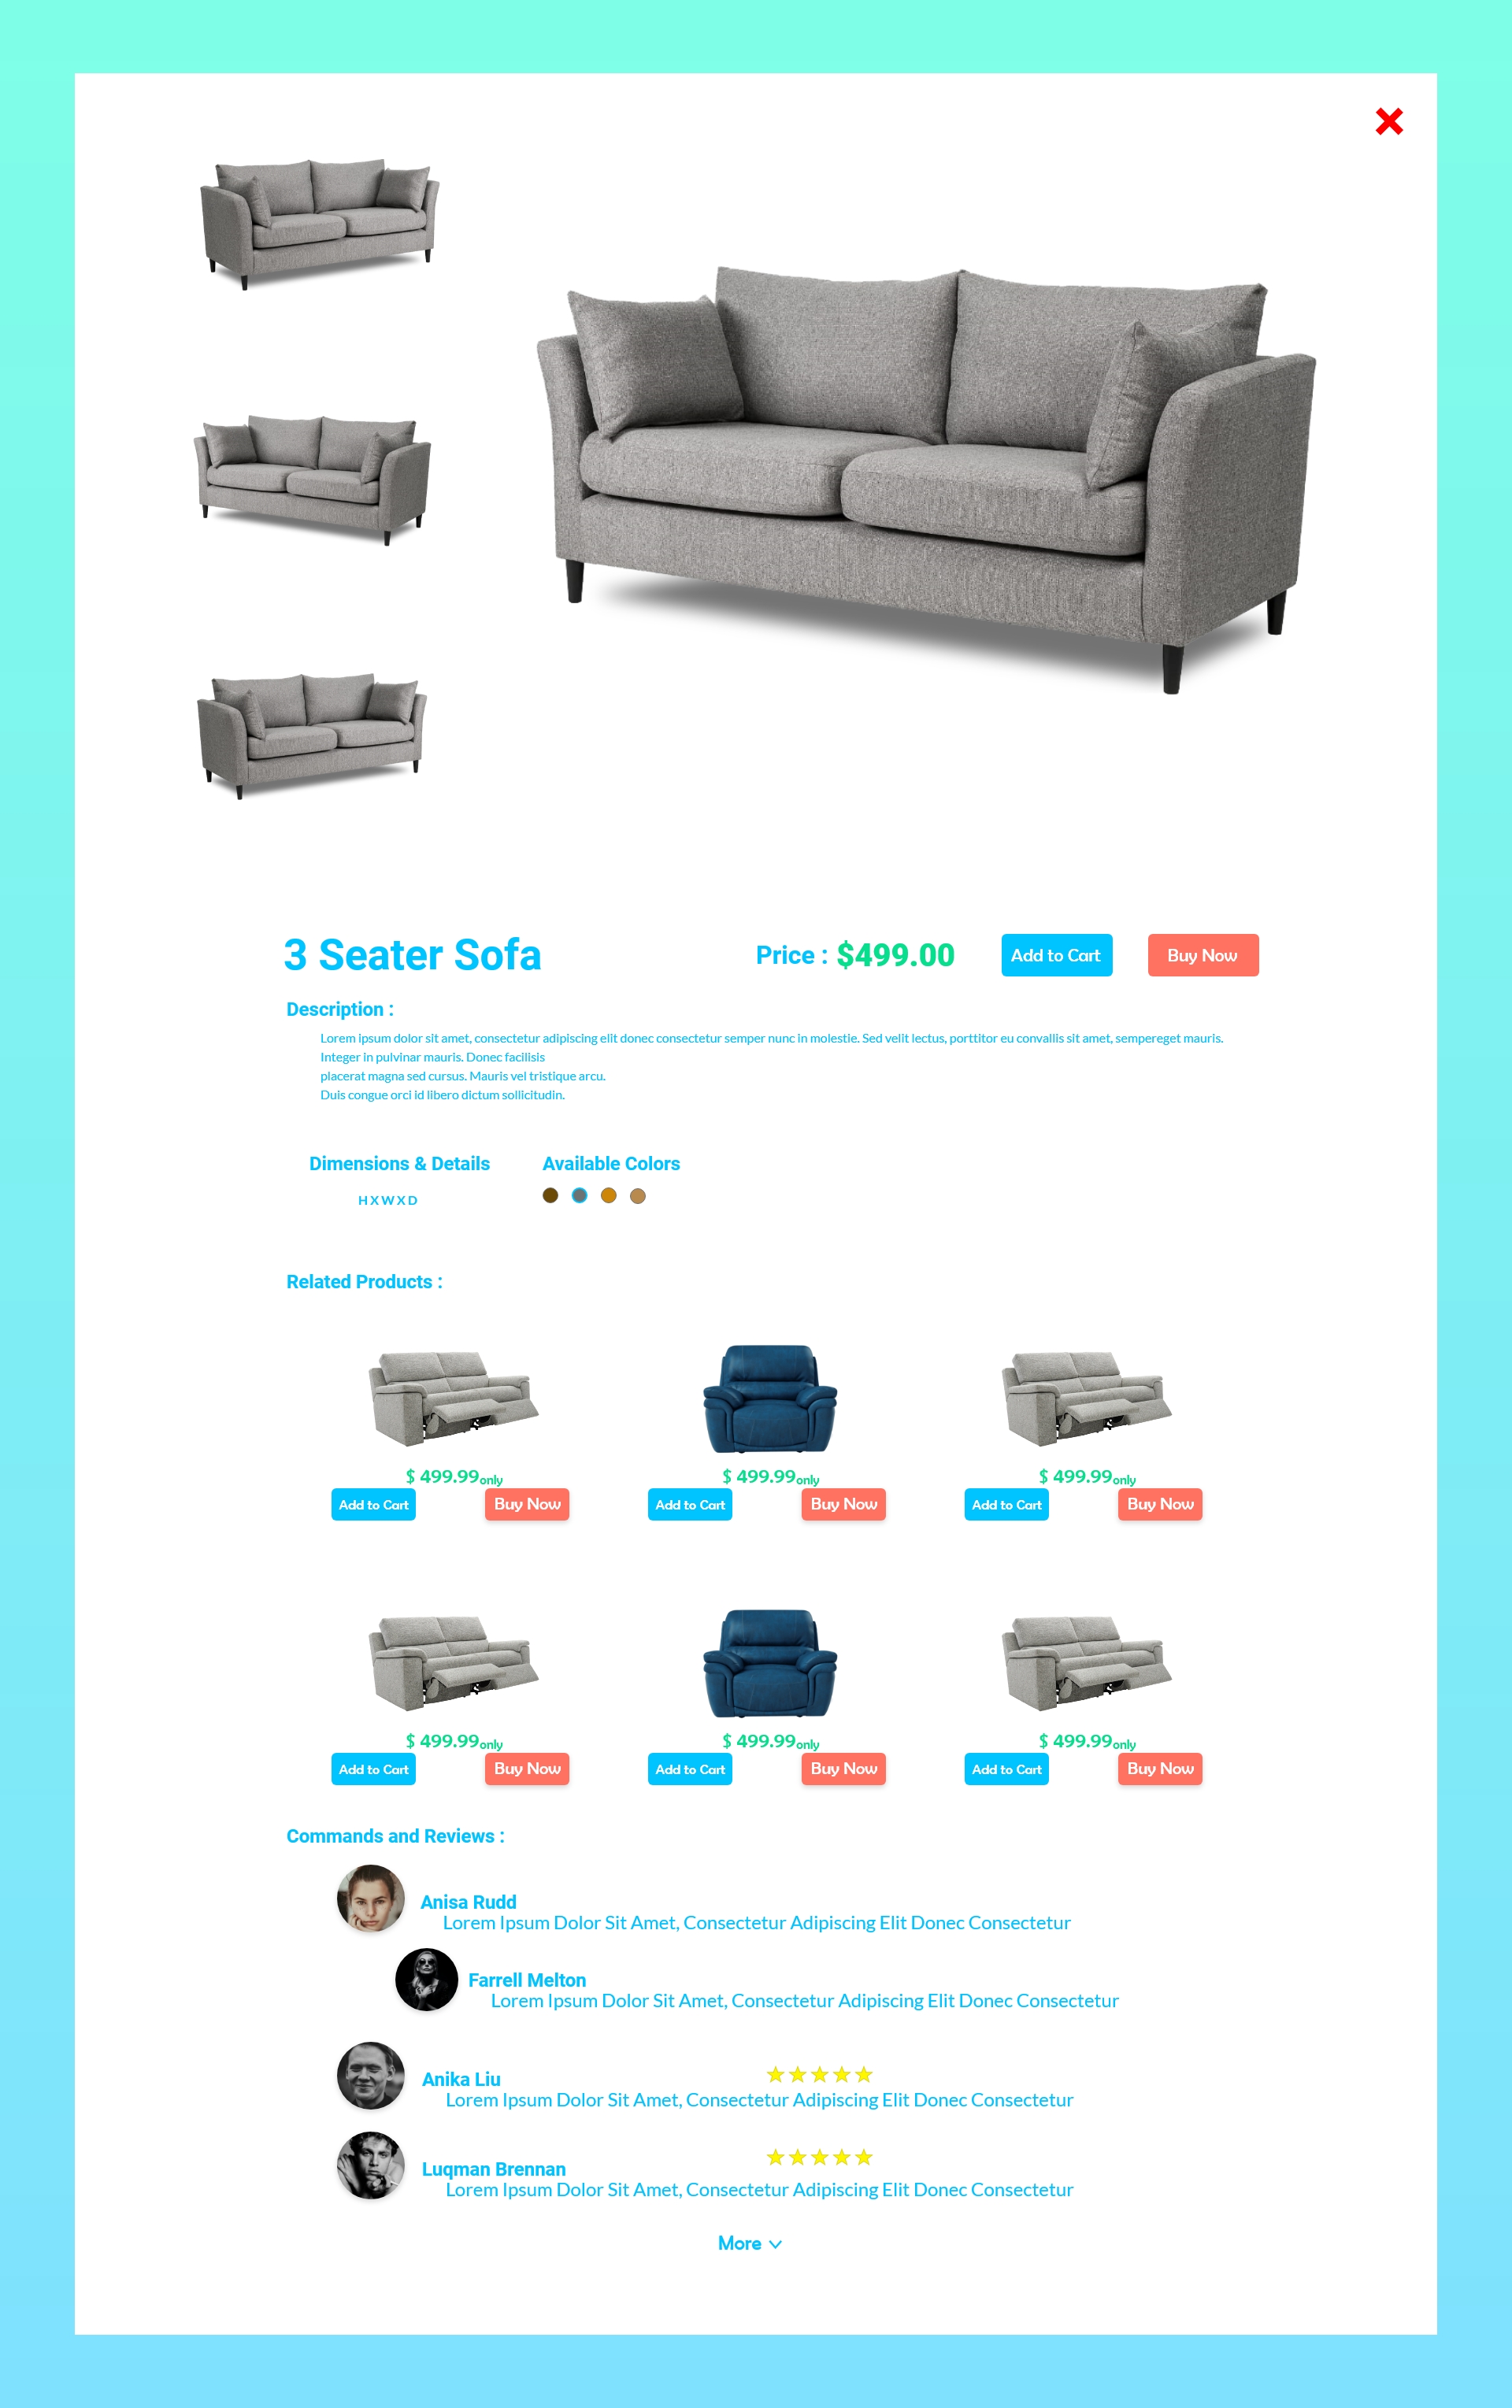 3 Seater Sofa
Price : $499.00
Add to Cart
Buy Now
Description :
Lorem ipsum dolor sit amet, consectetur adipiscing elit donec consectetur semper nunc in molestie. Sed velit lectus, porttitor eu convallis sit amet, sempereget mauris.
Integer in pulvinar mauris. Donec facilisis
placerat magna sed cursus. Mauris vel tristique arcu.
Duis congue orci id libero dictum sollicitudin.
Dimensions & Details
Available Colors
HXWXD
Related Products :
$ 499.99only
$ 499.99only
$ 499.99only
Add to Cart
Buy Now
Add to Cart
Buy Now
Add to Cart
Buy Now
$ 499.99only
$ 499.99only
$ 499.99only
Add to Cart
Buy Now
Add to Cart
Buy Now
Add to Cart
Buy Now
Commands and Reviews :
Anisa Rudd
Lorem Ipsum Dolor Sit Amet, Consectetur Adipiscing Elit Donec Consectetur
Farrell Melton
Lorem Ipsum Dolor Sit Amet, Consectetur Adipiscing Elit Donec Consectetur
Anika Liu
Lorem Ipsum Dolor Sit Amet, Consectetur Adipiscing Elit Donec Consectetur
Luqman Brennan
Lorem Ipsum Dolor Sit Amet, Consectetur Adipiscing Elit Donec Consectetur
More